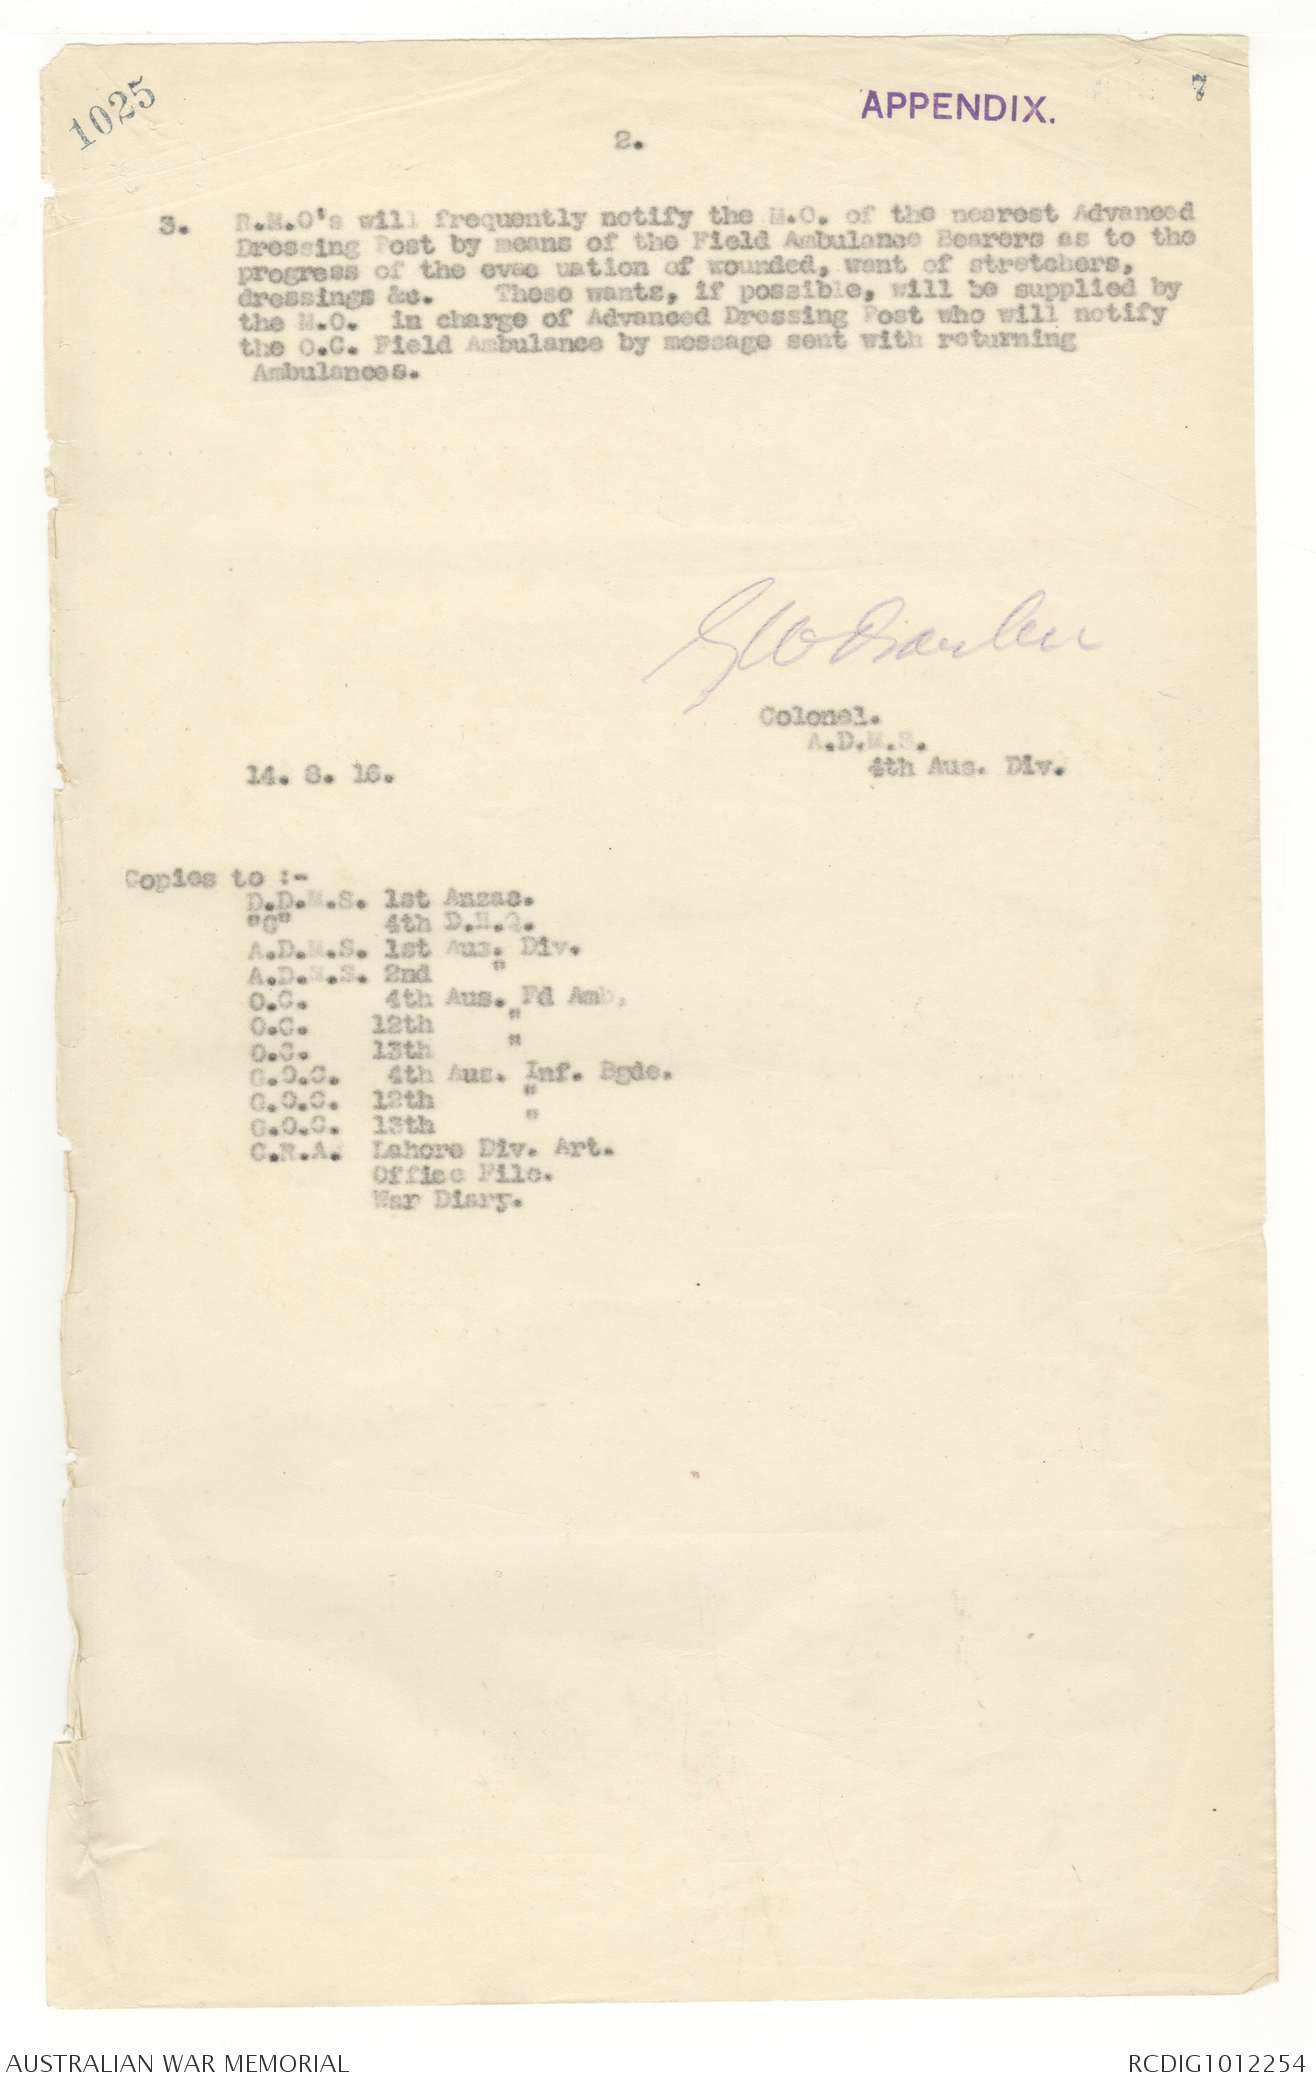 1025
APPENDIX. 7
2.
3. R.M.O's will frequently notify the M.O. of the nearest Advanced
Dressing Post by means of the Field Ambulance Bearers as to the
progress of the evac uation of wounded, want of stretchers,
dressings &c. These wants, if possible, will be supplied by
the M.O. in charge of Advanced Dressing Post who will notify
the O.C. Field Ambulance by message sent with returning
Ambulances.
G W Barber
Colonel.
A.D.M.S.
4th Aus. Div.
14. 8. 16.
Copies to :-
D.D.M.S. 1st Anzac.
"G" 4th D.H.Q.
A.D.M.S. 1st Aus. Div.
A.D.M.S. 2nd "
O.C. 4th Aus. Fd Amb.
O.C. 12th "
O.C. 13th "
G.O.C. 4th Aus. Inf. Bgde.
G.O.C. 12th "
G.O.C. 13th "
C.R.A. Lahore Div. Art.
Office File.
War Diary.
AUSTRALIAN WAR MEMORIAL RCDIG1012254